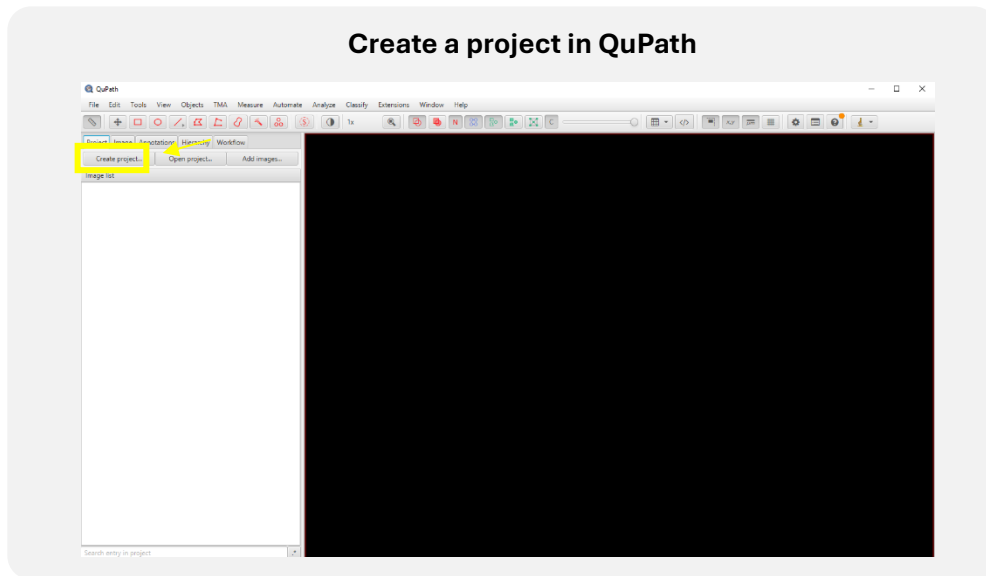 Create a project in QuPath
QuPath
File Edit Tools View Objects TMA Measure Automate Analyze Classify Extensions Window Help
1x N C
Project Image Annotations Hierarchy Workflow
Create project... Open project... Add images...
Image list
Search entry in project .*